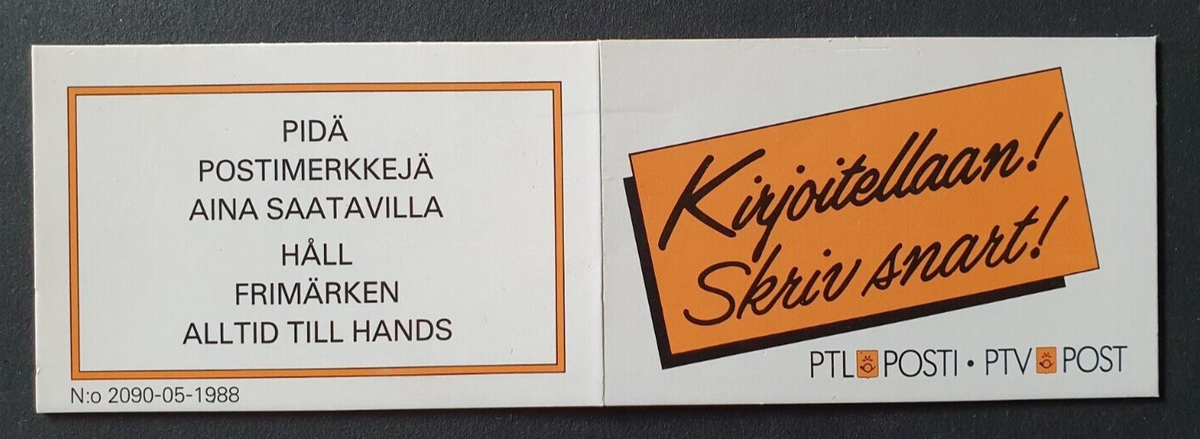 PIDÄ
POSTIMERKKEJÄ
AINA SAATAVILLA
HÅLL
FRIMÄRKEN
ALLTID TILL HANDS
N:o 2090-05-1988
Kirjoitellaan!
Skriv snart!
PTL POSTI • PTV POST